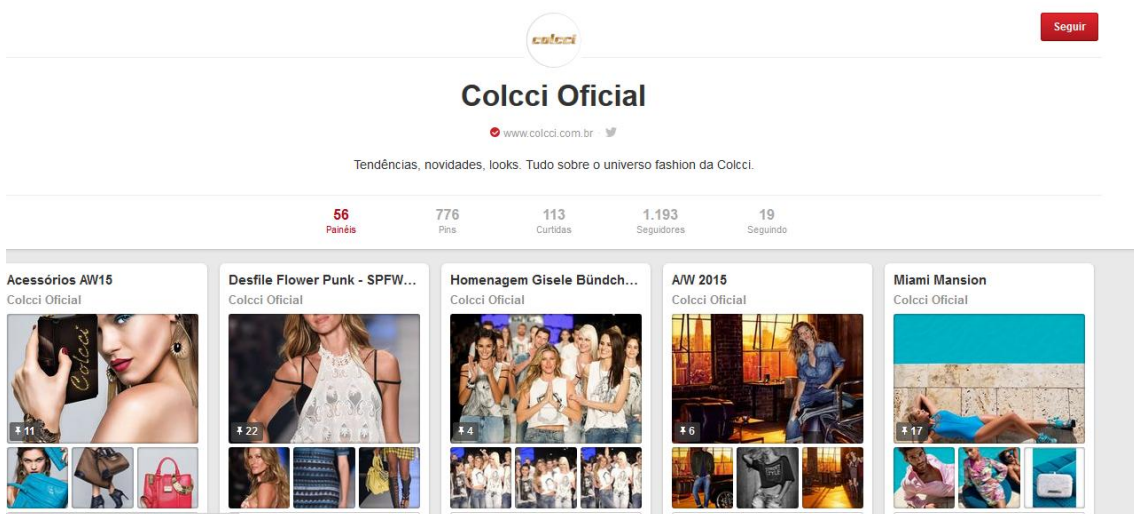 colcci
Seguir
Colcci Oficial
www.colcci.com.br
Tendências, novidades, looks. Tudo sobre o universo fashion da Colcci.
56 776 113 1.193 19
Painéis Pins Curtidas Seguidores Seguindo
Acessórios AW15
Colcci Oficial
Colcci
11
Desfile Flower Punk - SPFW...
Colcci Oficial
22
Homenagem Gisele Bündch...
Colcci Oficial
4
A/W 2015
Colcci Oficial
6
Miami Mansion
Colcci Oficial
17